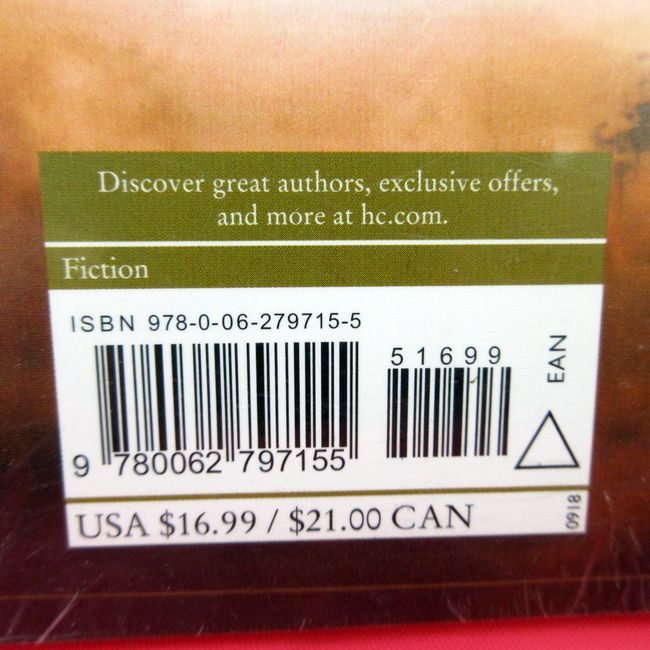 Discover great authors, exclusive offers,
and more at hc.com.
Fiction
ISBN 978-0-06-279715-5
51699
EAN
9 780062 797155
USA $16.99 / $21.00 CAN
0918